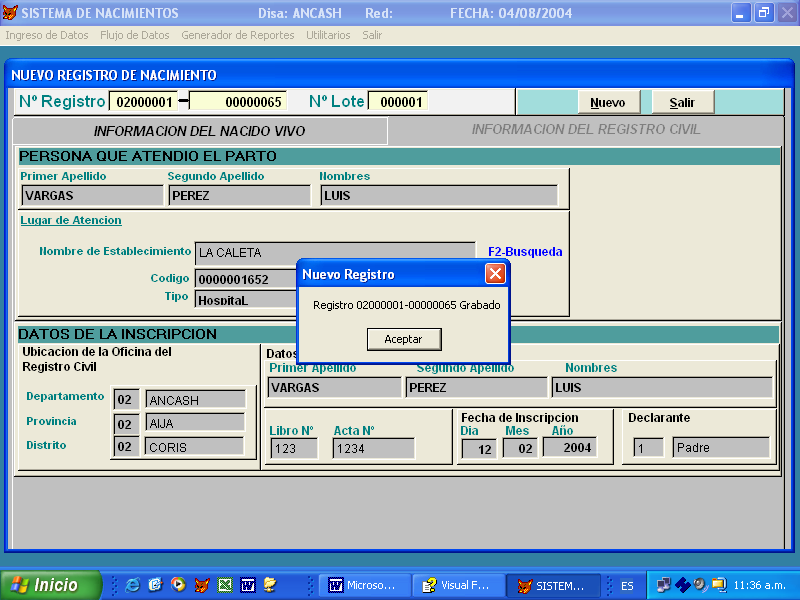 SISTEMA DE NACIMIENTOS Disa: ANCASH Red: FECHA: 04/08/2004
Ingreso de Datos Flujo de Datos Generador de Reportes Utilitarios Salir
NUEVO REGISTRO DE NACIMIENTO
Nº Registro 02000001 - 00000065 Nº Lote 000001 Nuevo Salir
INFORMACION DEL NACIDO VIVO INFORMACION DEL REGISTRO CIVIL
PERSONA QUE ATENDIO EL PARTO
Primer Apellido Segundo Apellido Nombres
VARGAS PEREZ LUIS
Lugar de Atencion
Nombre de Establecimiento LA CALETA F2-Busqueda
Codigo 0000001652
Tipo HospitaL
Nuevo Registro
Registro 02000001-00000065 Grabado
Aceptar
DATOS DE LA INSCRIPCION
Ubicacion de la Oficina del
Registro Civil
Departamento 02 ANCASH
Provincia 02 AIJA
Distrito 02 CORIS
Datos
Primer Apellido Segundo Apellido Nombres
VARGAS PEREZ LUIS
Libro Nº Acta Nº
123 1234
Fecha de Inscripcion
Dia Mes Año
12 02 2004
Declarante
1 Padre
Inicio Microso... Visual F... SISTEM... ES 11:36 a.m.